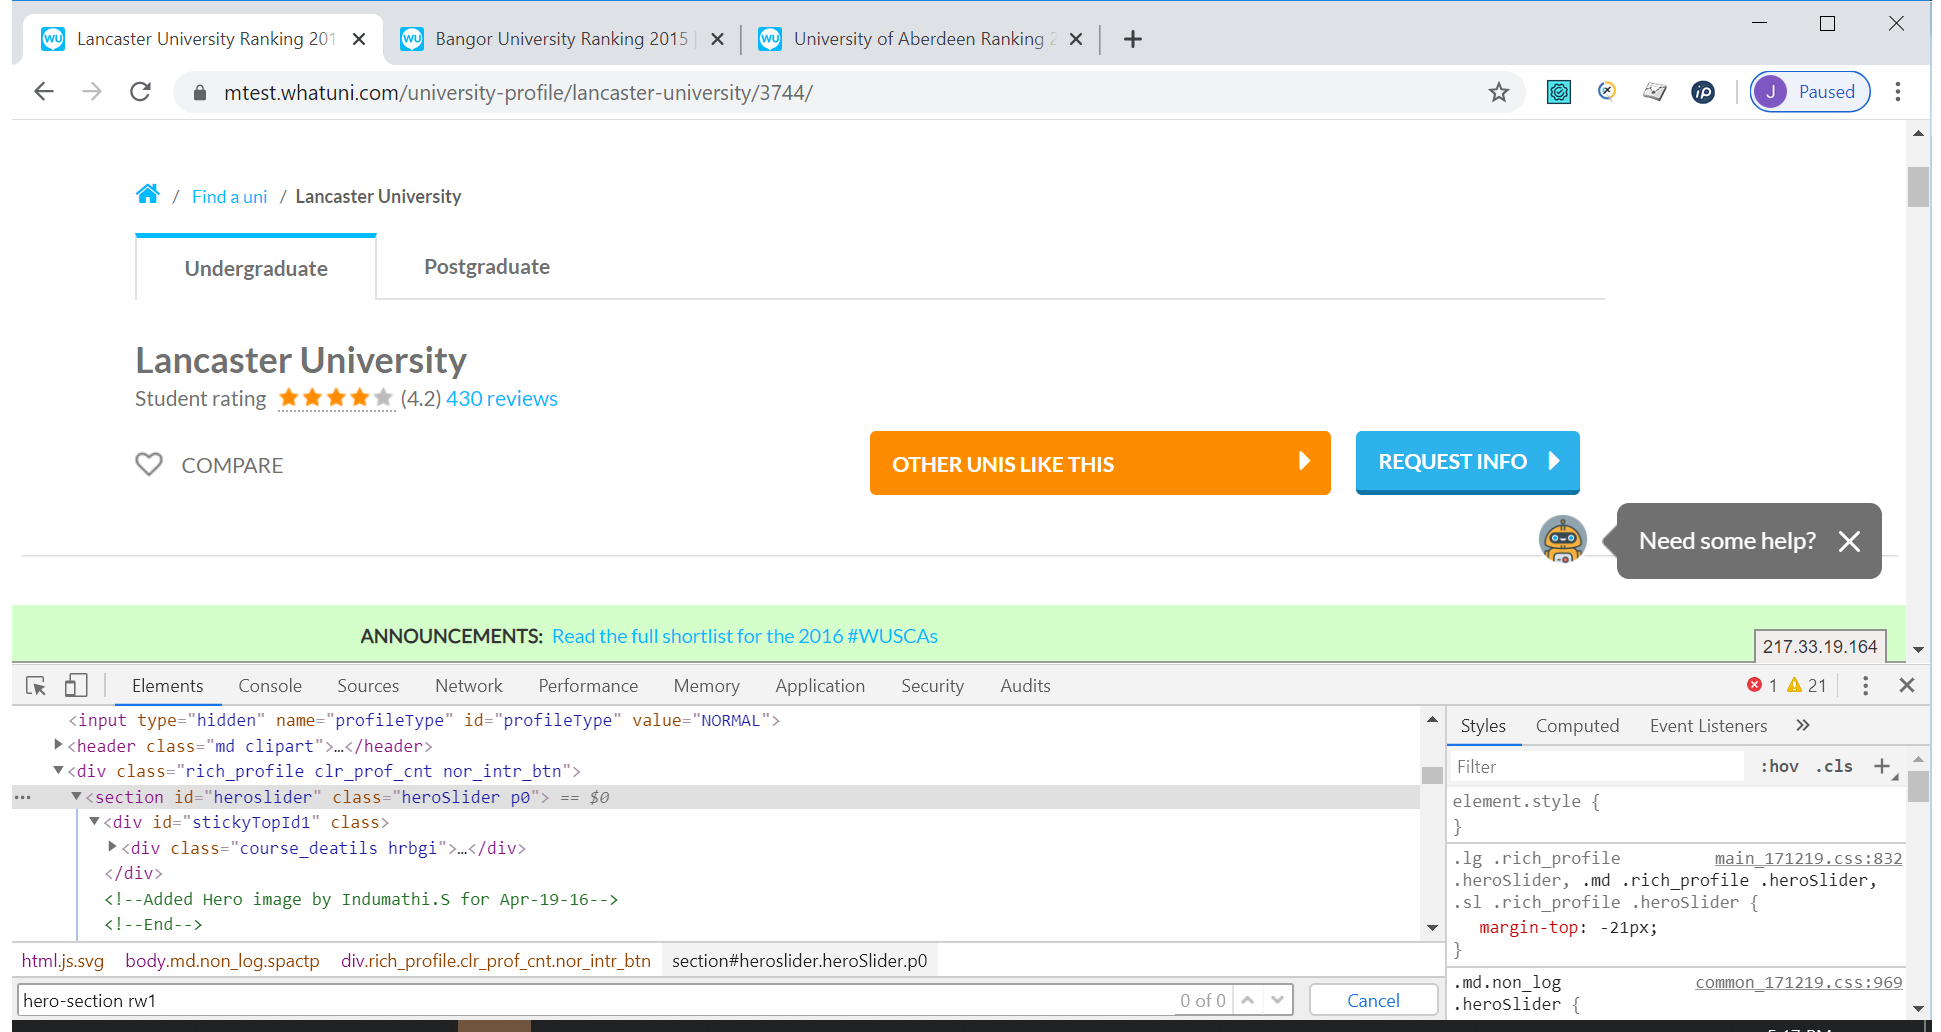 WU Lancaster University Ranking 201 WU Bangor University Ranking 2015 WU University of Aberdeen Ranking 2
mtest.whatuni.com/university-profile/lancaster-university/3744/ ip J Paused
/ Find a uni / Lancaster University
Undergraduate Postgraduate
Lancaster University
Student rating (4.2) 430 reviews
COMPARE OTHER UNIS LIKE THIS REQUEST INFO
Need some help?
ANNOUNCEMENTS: Read the full shortlist for the 2016 #WUSCAs
217.33.19.164
Elements Console Sources Network Performance Memory Application Security Audits 1 21
<input type="hidden" name="profileType" id="profileType" value="NORMAL">
<header class="md clipart">…</header>
<div class="rich_profile clr_prof_cnt nor_intr_btn">
<section id="heroslider" class="heroSlider p0"> == $0
<div id="stickyTopId1" class>
<div class="course_deatils hrbgi">…</div>
</div>
<!--Added Hero image by Indumathi.S for Apr-19-16-->
<!--End-->
html.js.svg body.md.non_log.spactp div.rich_profile.clr_prof_cnt.nor_intr_btn section#heroslider.heroSlider.p0
hero-section rw1 0 of 0 Cancel
Styles Computed Event Listeners »
Filter :hov .cls +
element.style {
}
.lg .rich_profile main_171219.css:832
.heroSlider, .md .rich_profile .heroSlider,
.sl .rich_profile .heroSlider {
margin-top: -21px;
}
.md.non_log common_171219.css:969
.heroSlider {